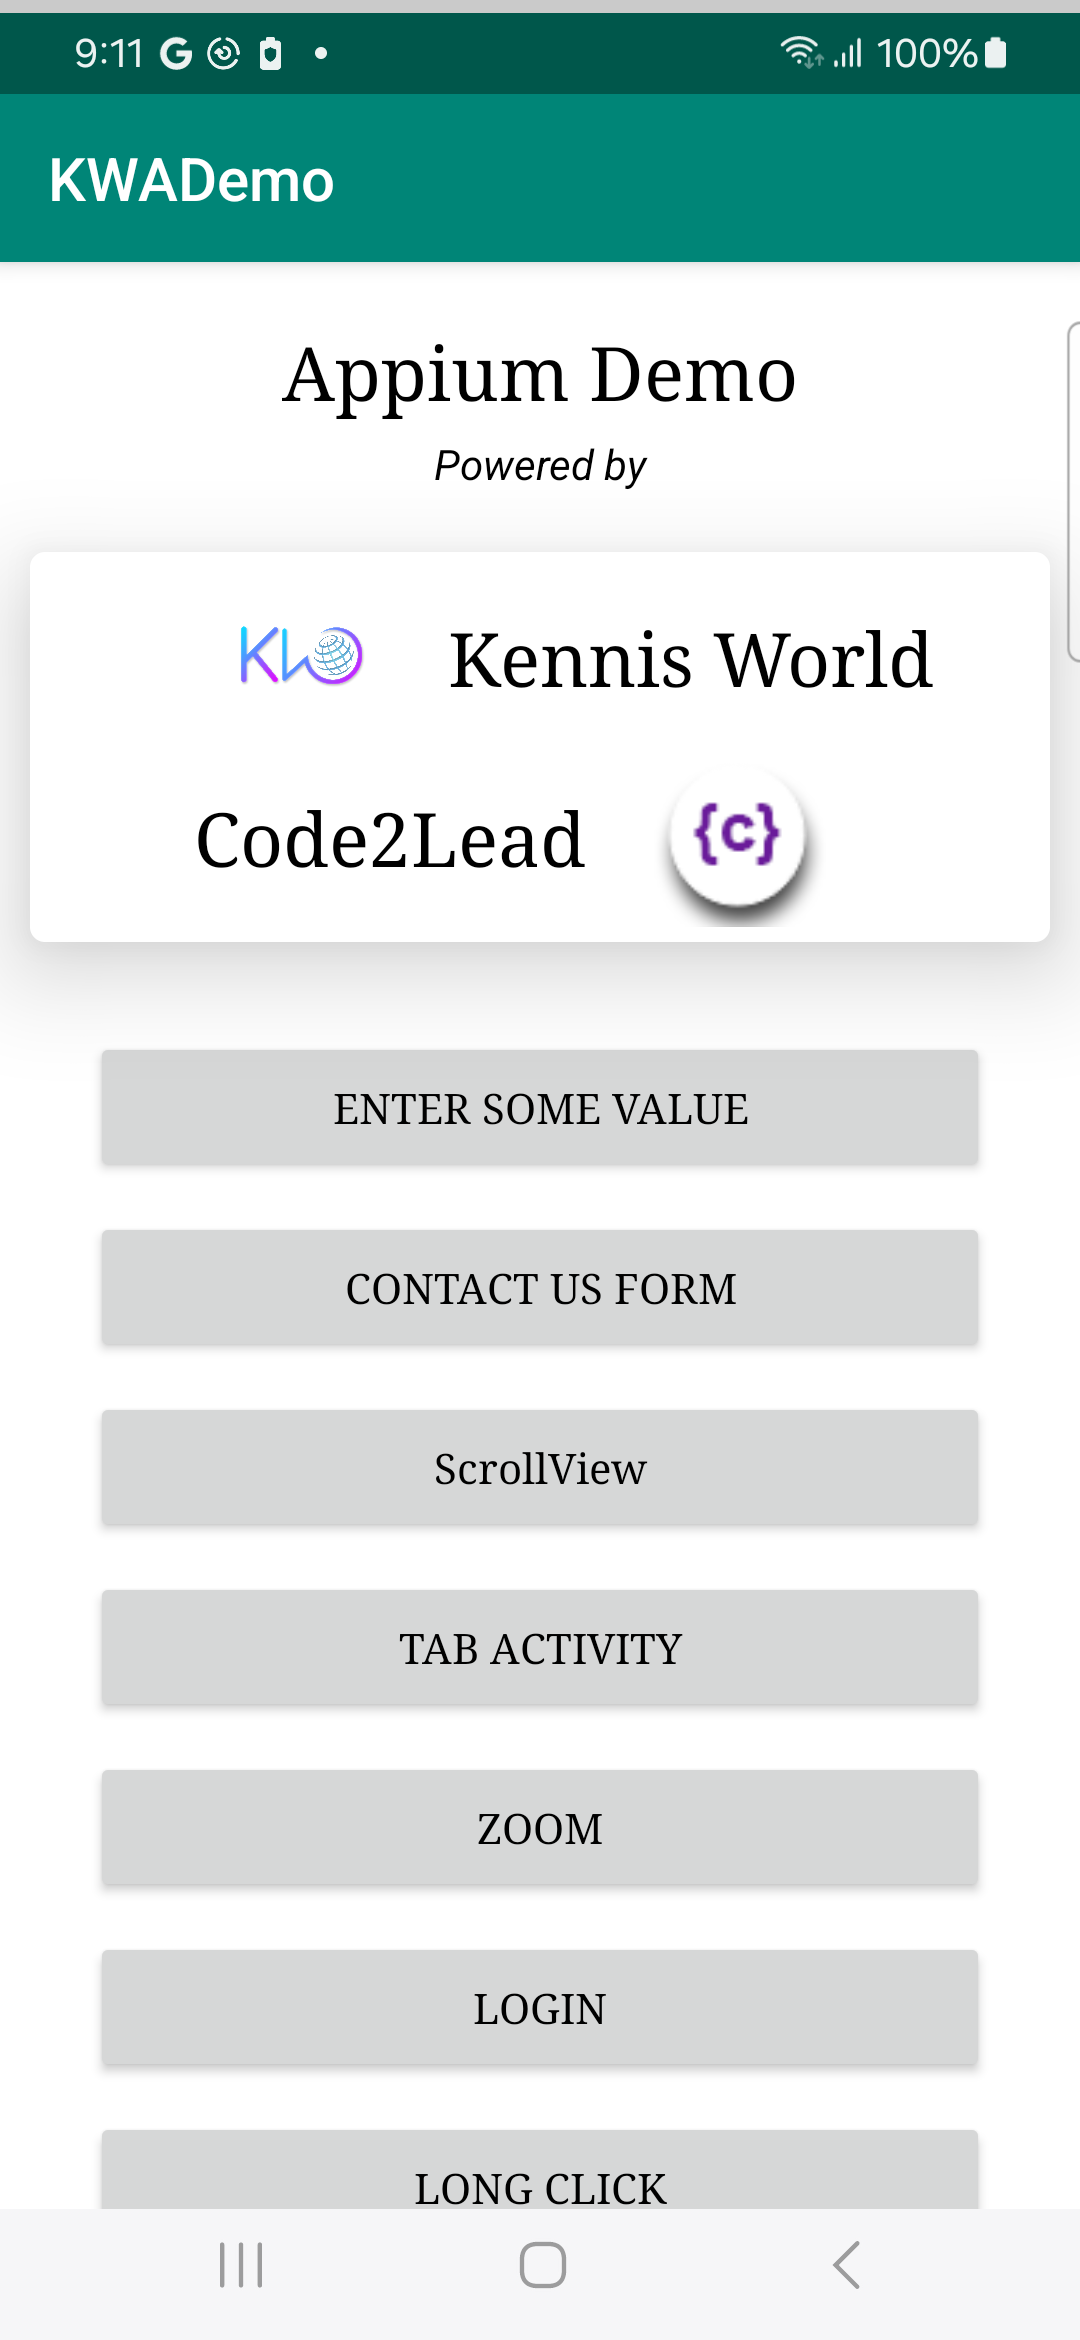 9:11 G 100%
KWADemo
Appium Demo
Powered by
KW Kennis World
Code2Lead {c}
ENTER SOME VALUE
CONTACT US FORM
ScrollView
TAB ACTIVITY
ZOOM
LOGIN
LONG CLICK